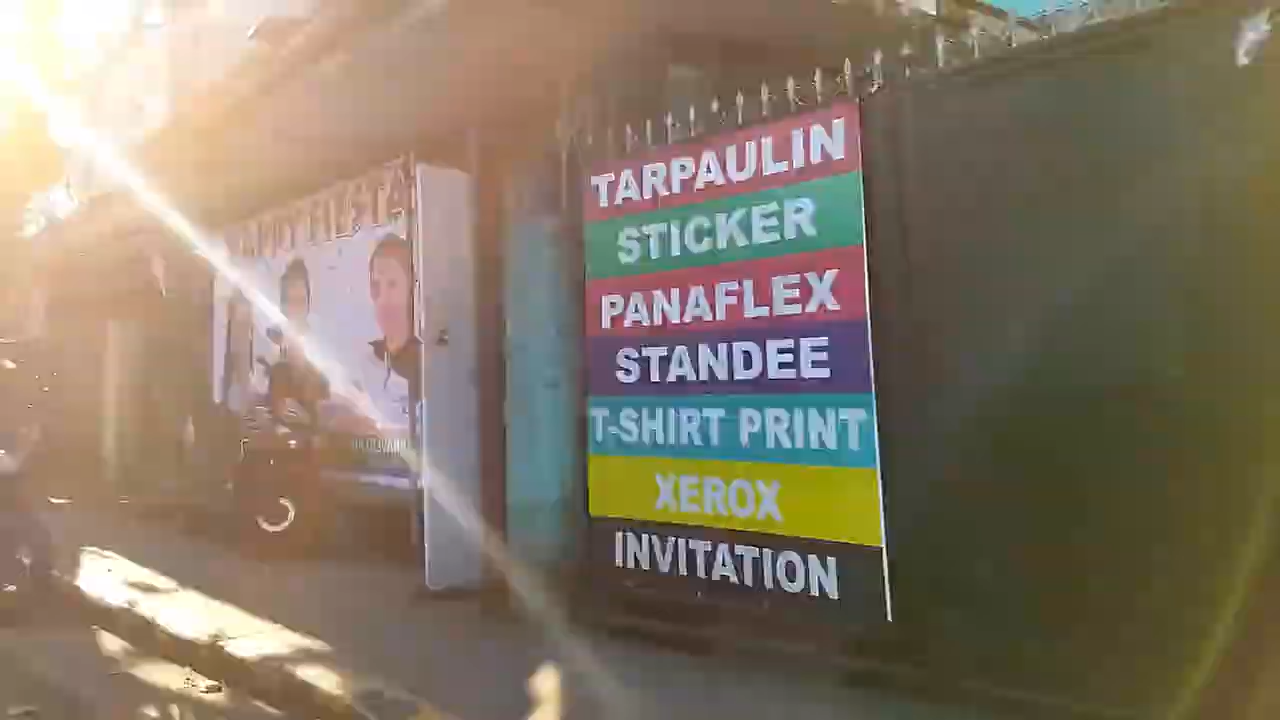 TARPAULIN
STICKER
PANAFLEX
STANDEE
T-SHIRT PRINT
XEROX
INVITATION